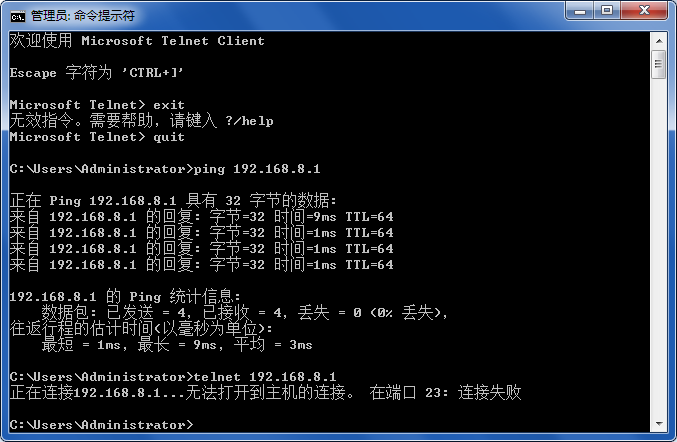 管理员: 命令提示符
欢迎使用 Microsoft Telnet Client
Escape 字符为 'CTRL+]'
Microsoft Telnet> exit
无效指令。需要帮助，请键入 ?/help
Microsoft Telnet> quit
C:\Users\Administrator>ping 192.168.8.1
正在 Ping 192.168.8.1 具有 32 字节的数据:
来自 192.168.8.1 的回复: 字节=32 时间=9ms TTL=64
来自 192.168.8.1 的回复: 字节=32 时间=1ms TTL=64
来自 192.168.8.1 的回复: 字节=32 时间=1ms TTL=64
来自 192.168.8.1 的回复: 字节=32 时间=1ms TTL=64
192.168.8.1 的 Ping 统计信息:
数据包: 已发送 = 4, 已接收 = 4, 丢失 = 0 (0% 丢失),
往返行程的估计时间(以毫秒为单位):
最短 = 1ms, 最长 = 9ms, 平均 = 3ms
C:\Users\Administrator>telnet 192.168.8.1
正在连接192.168.8.1...无法打开到主机的连接。 在端口 23: 连接失败
C:\Users\Administrator>